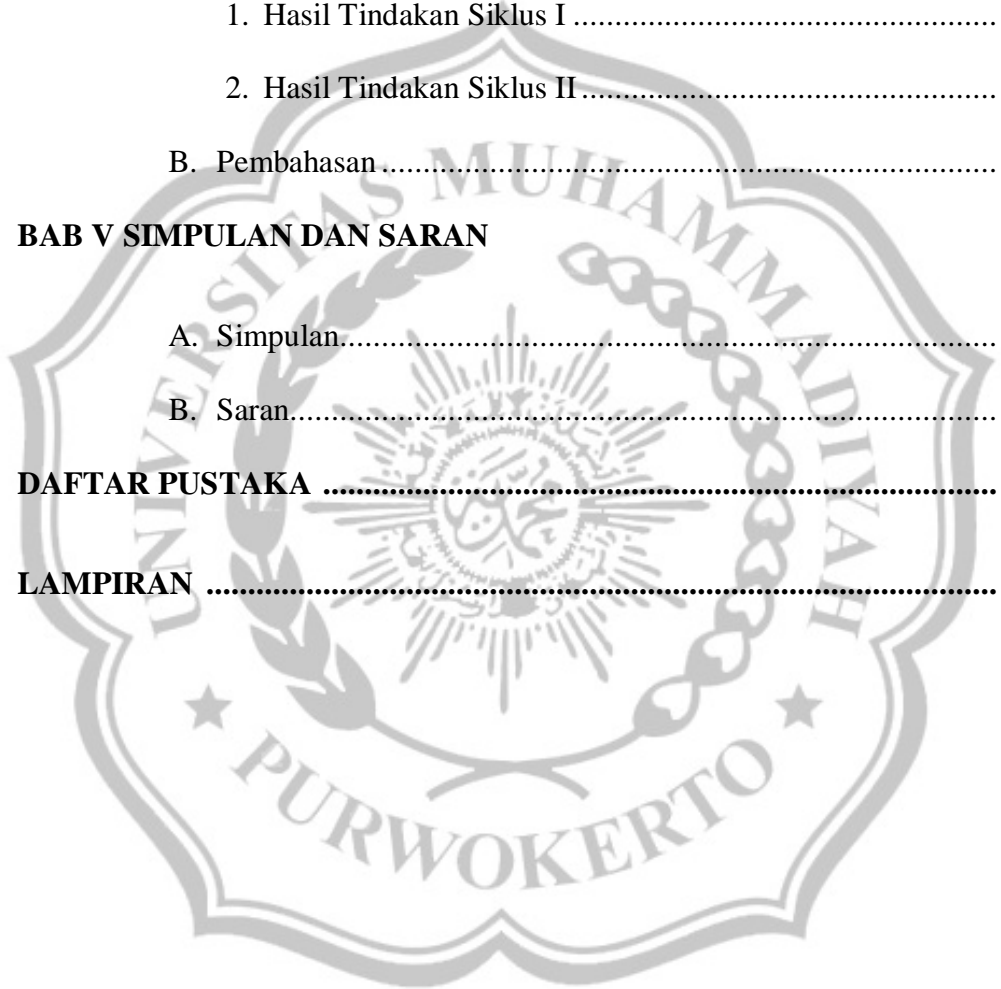 1. Hasil Tindakan Siklus I ...................................................
2. Hasil Tindakan Siklus II ..................................................
B. Pembahasan ..........................................................................
BAB V SIMPULAN DAN SARAN
A. Simpulan...............................................................................
B. Saran.....................................................................................
DAFTAR PUSTAKA ..................................................................................
LAMPIRAN ................................................................................................
UNIVERSITAS MUHAMMADIYAH
PURWOKERTO